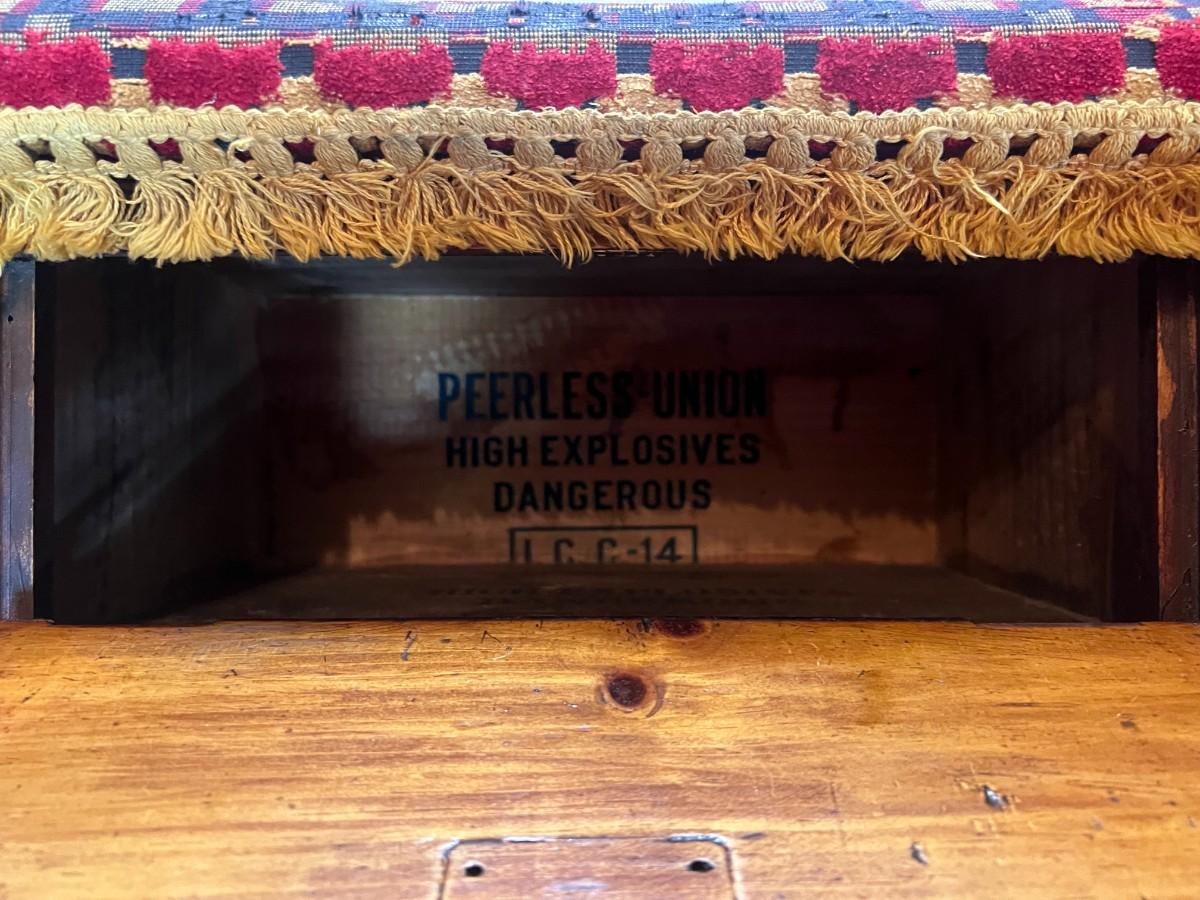 PEERLESS-UNION
HIGH EXPLOSIVES
DANGEROUS
I.C.C.-14